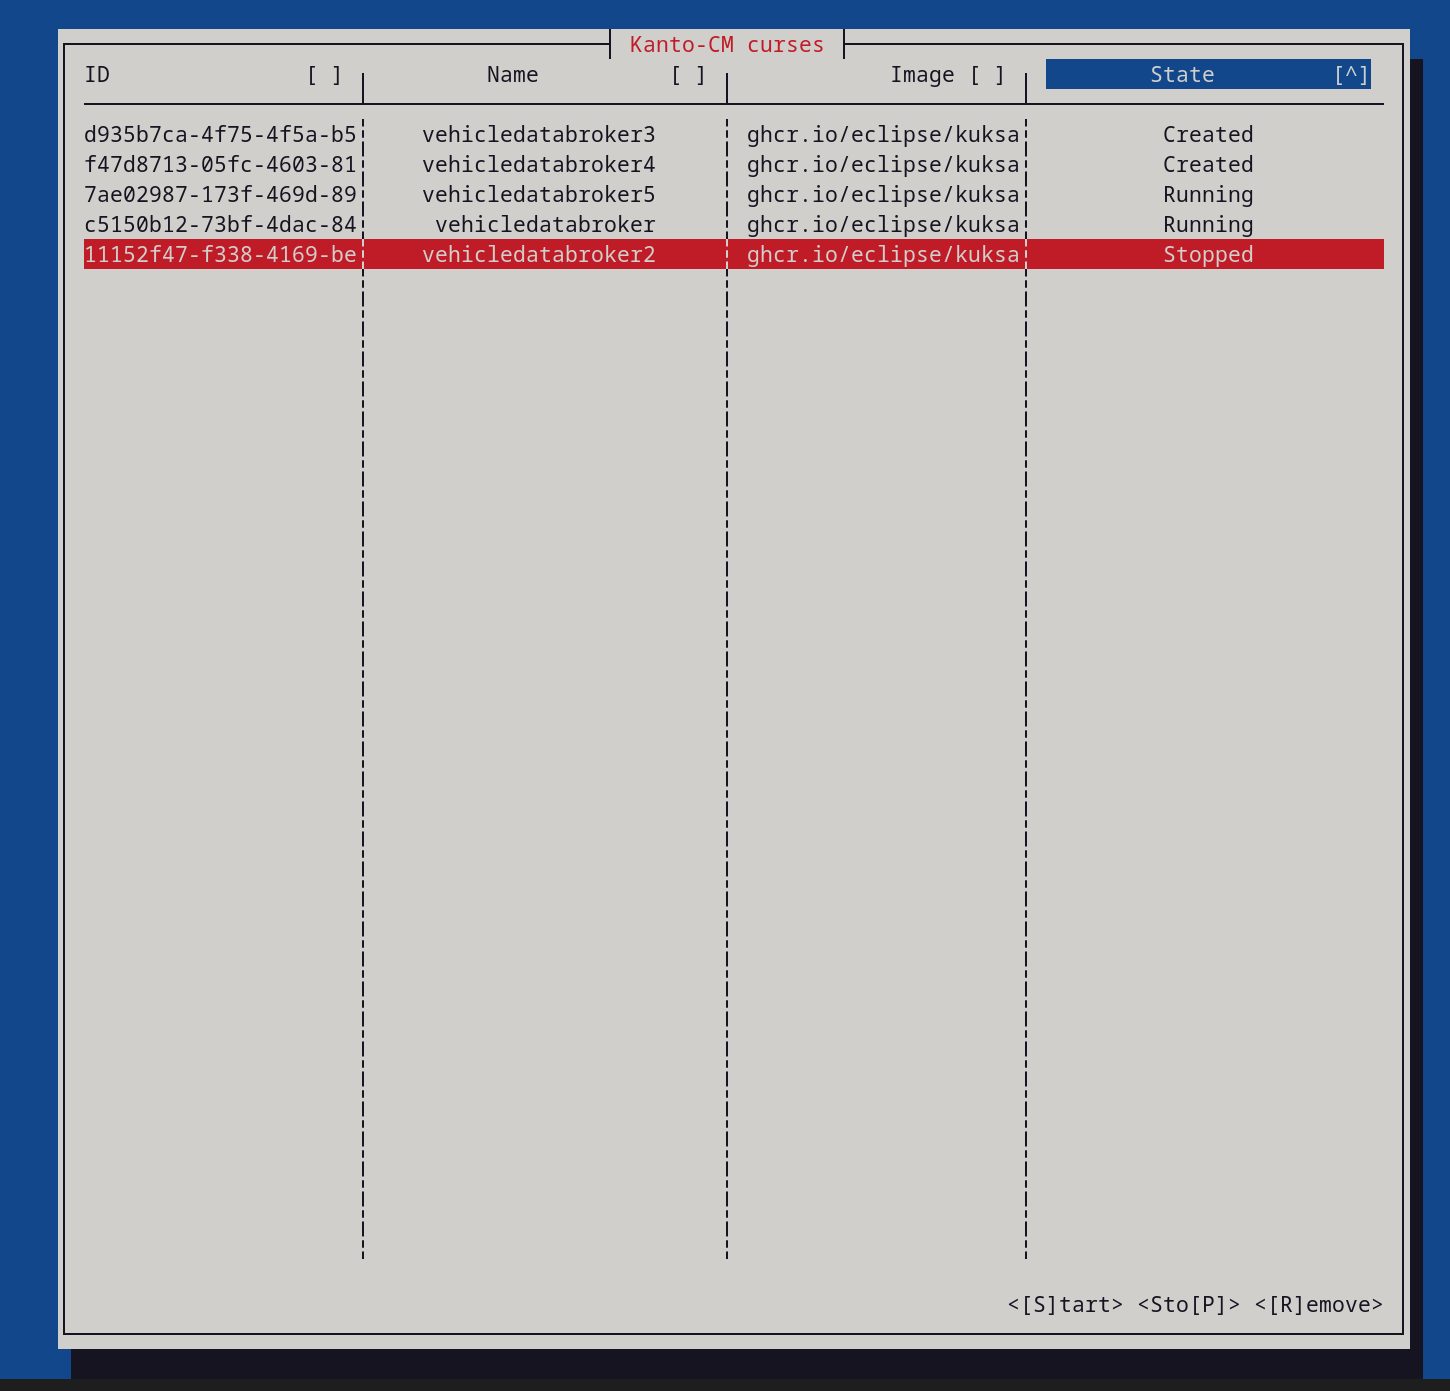 Kanto-CM curses
ID [ ] Name [ ] Image [ ] State [^]
d935b7ca-4f75-4f5a-b5 vehicledatabroker3 ghcr.io/eclipse/kuksa Created
f47d8713-05fc-4603-81 vehicledatabroker4 ghcr.io/eclipse/kuksa Created
7ae02987-173f-469d-89 vehicledatabroker5 ghcr.io/eclipse/kuksa Running
c5150b12-73bf-4dac-84 vehicledatabroker ghcr.io/eclipse/kuksa Running
11152f47-f338-4169-be vehicledatabroker2 ghcr.io/eclipse/kuksa Stopped
<[S]tart> <Sto[P]> <[R]emove>